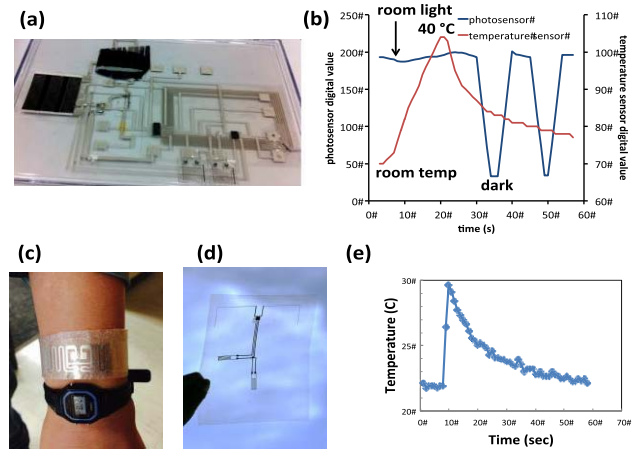 (a)
(b)
250#
200#
150#
100#
50#
0#
photosensor digital value
room light
40 °C
photosensor#
temperature#sensor#
room temp
dark
110#
100#
90#
80#
70#
60#
temperature sensor digital value
0# 10# 20# 30# 40# 50# 60#
time (s)
(c)
(d)
(e)
30#
25#
20#
Temperature (C)
0# 10# 20# 30# 40# 50# 60# 70#
Time (sec)